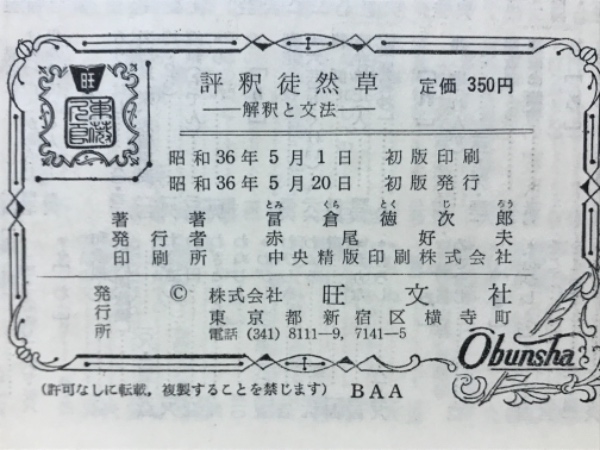 旺
評釈徒然草 定価 350円
——解釈と文法——
昭和36年5月1日 初版印刷
昭和36年5月20日 初版発行
とみ くら とく じ ろう
著者 冨倉徳次郎
発行者 赤尾好夫
印刷所 中央精版印刷株式会社
発行所 © 株式会社 旺文社
東京都新宿区横寺町
電話 (341) 8111—9, 7141—5
Obunsha
(許可なしに転載，複製することを禁じます) BAA